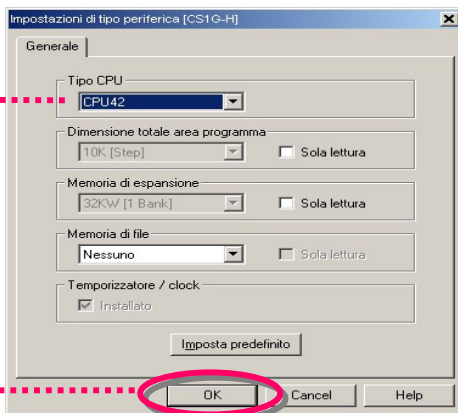 Impostazioni di tipo periferica [CS1G-H]
Generale
Tipo CPU
CPU42
Dimensione totale area programma
10K [Step]
Sola lettura
Memoria di espansione
32KW [1 Bank]
Sola lettura
Memoria di file
Nessuno
Sola lettura
Temporizzatore / clock
Installato
Imposta predefinito
OK
Cancel
Help